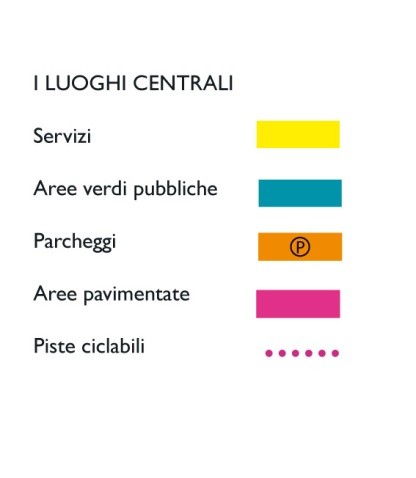 I LUOGHI CENTRALI
Servizi
Aree verdi pubbliche
Parcheggi
P
Aree pavimentate
Piste ciclabili